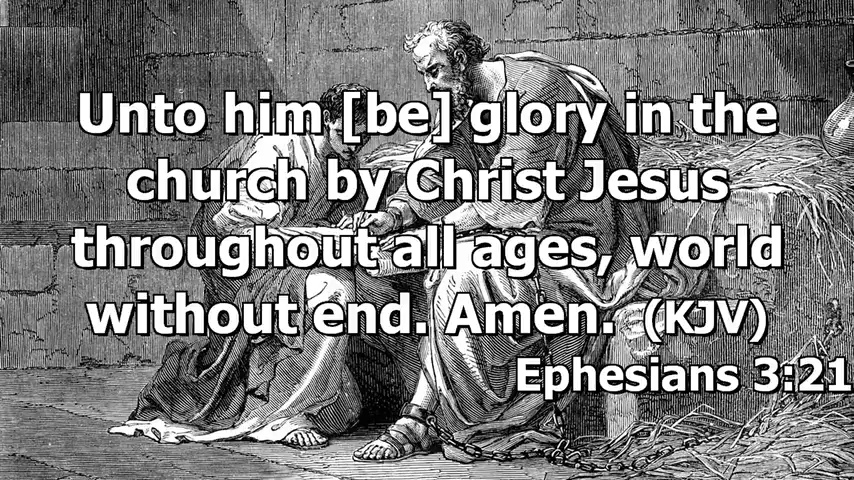 Unto him [be] glory in the
church by Christ Jesus
throughout all ages, world
without end. Amen. (KJV)
Ephesians 3:21